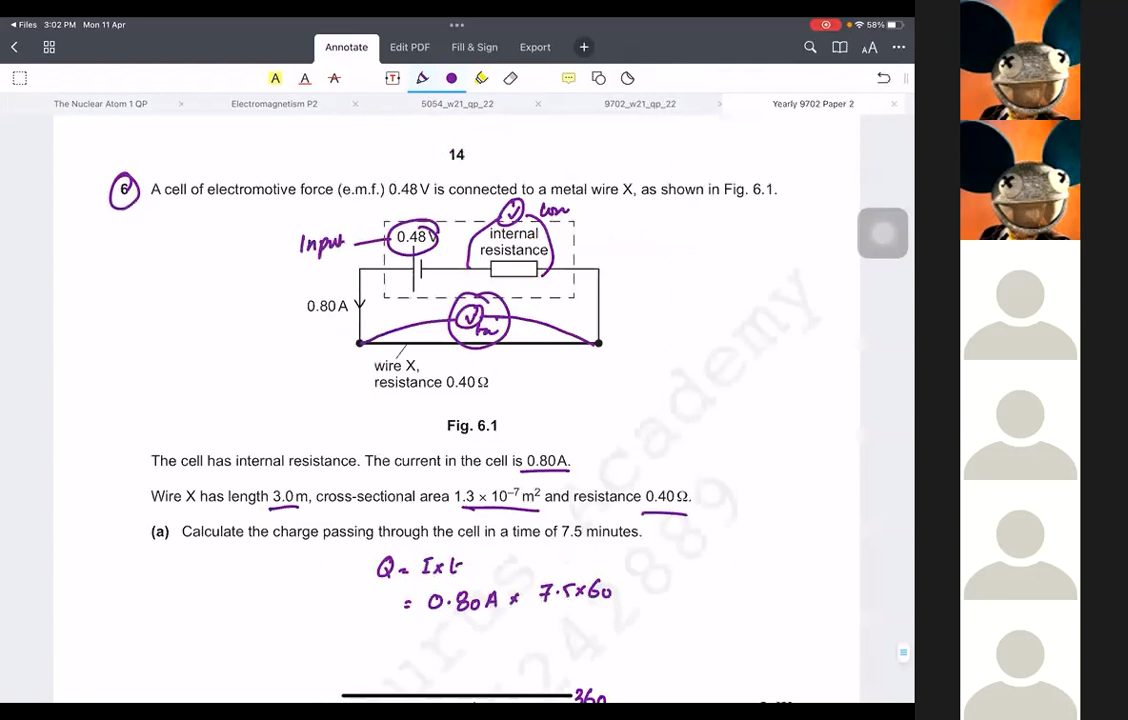 Files 3:02 PM Mon 11 Apr 58%
Annotate Edit PDF Fill & Sign Export
The Nuclear Atom 1 QP Electromagnetism P2 5054_w21_qp_22 9702_w21_qp_22 Yearly 9702 Paper 2
14
6 A cell of electromotive force (e.m.f.) 0.48 V is connected to a metal wire X, as shown in Fig. 6.1.
V
Input 0.48 V internal
resistance
0.80 A V
wire X,
resistance 0.40 Ω
Fig. 6.1
The cell has internal resistance. The current in the cell is 0.80 A.
Wire X has length 3.0 m, cross-sectional area 1.3 × 10⁻⁷ m² and resistance 0.40 Ω.
(a) Calculate the charge passing through the cell in a time of 7.5 minutes.
Q = I × t
= 0.80 A × 7.5 × 60
360
Academy
242889